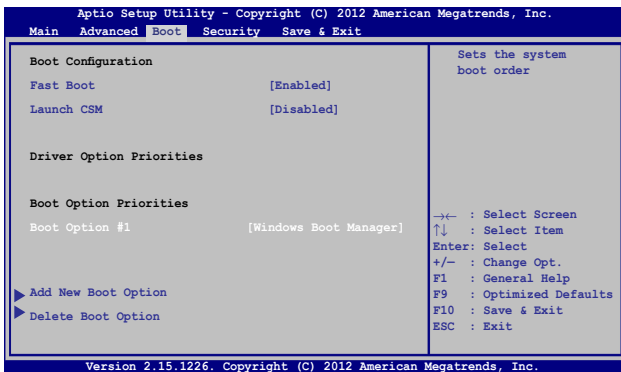 Aptio Setup Utility - Copyright (C) 2012 American Megatrends, Inc.
Main Advanced Boot Security Save & Exit
Boot Configuration
Fast Boot [Enabled]
Launch CSM [Disabled]
Driver Option Priorities
Boot Option Priorities
Boot Option #1 [Windows Boot Manager]
Add New Boot Option
Delete Boot Option
Sets the system
boot order
→← : Select Screen
↑↓ : Select Item
Enter: Select
+/— : Change Opt.
F1 : General Help
F9 : Optimized Defaults
F10 : Save & Exit
ESC : Exit
Version 2.15.1226. Copyright (C) 2012 American Megatrends, Inc.